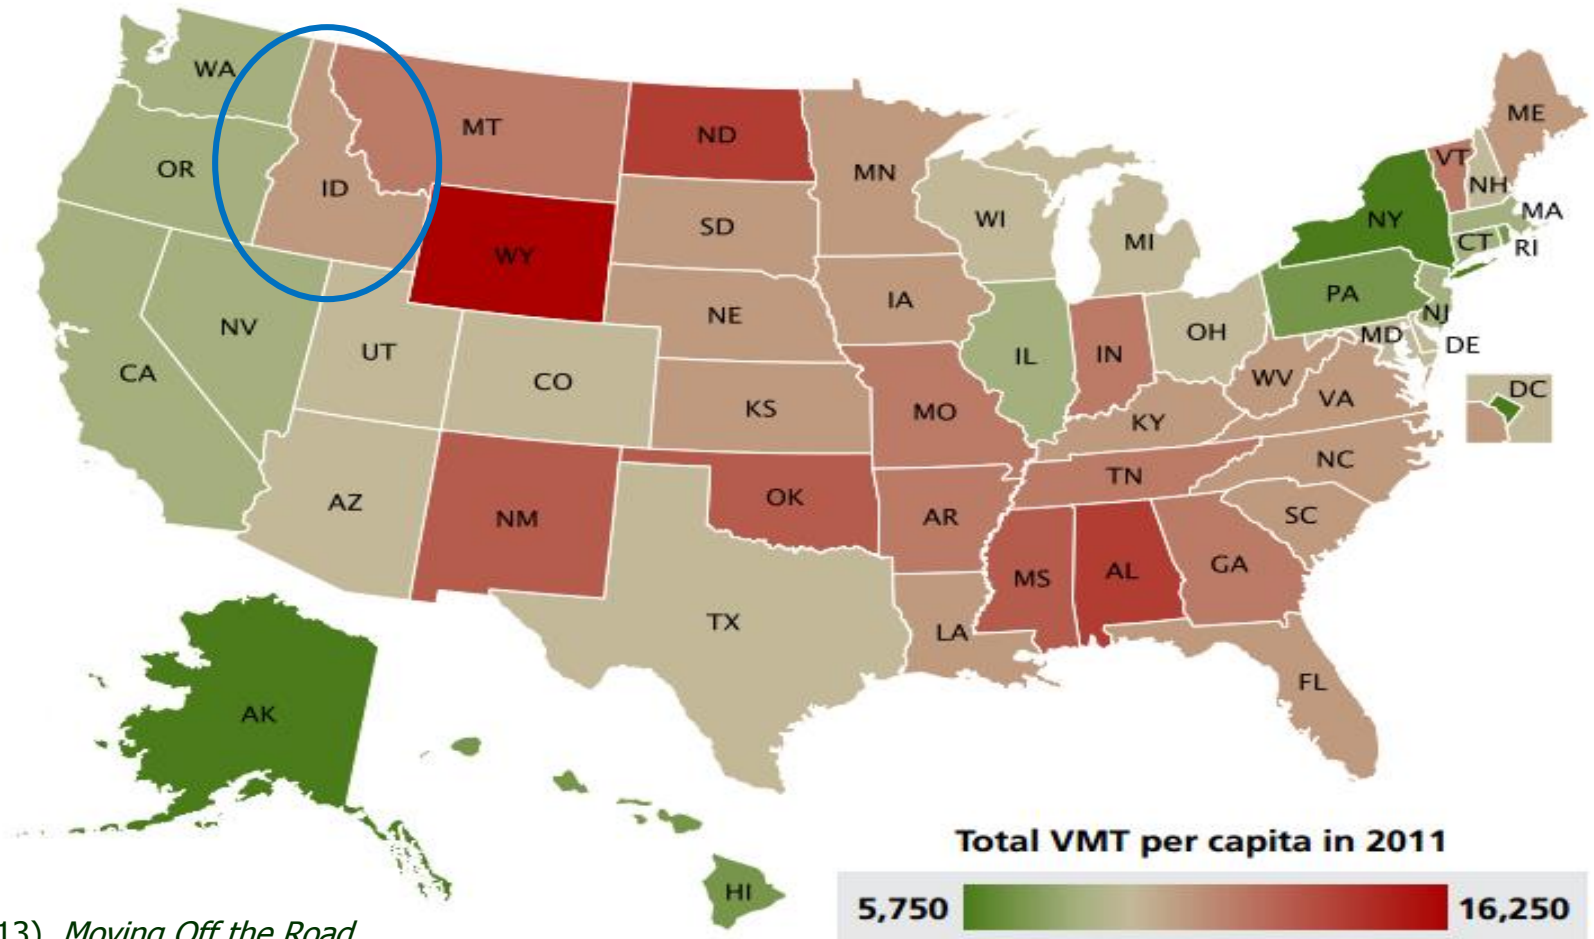 WA
MT
ND
MN
ME
VT
NH
OR
ID
SD
WI
MI
NY
MA
CT
RI
WY
IA
PA
NJ
NV
NE
OH
MD
DE
UT
CO
IL
IN
WV
DC
CA
KS
MO
KY
VA
AZ
NM
OK
AR
TN
NC
SC
TX
MS
AL
GA
LA
FL
AK
HI
Total VMT per capita in 2011
5,750
16,250
13) Moving Off the Road